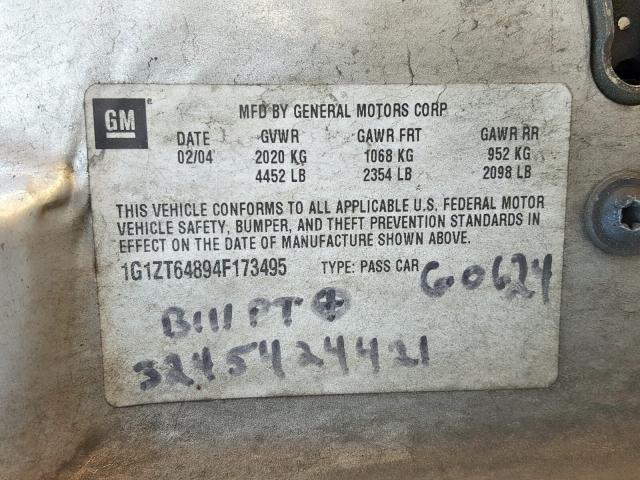 GM
MFD BY GENERAL MOTORS CORP
DATE GVWR GAWR FRT GAWR RR
02/04 2020 KG 1068 KG 952 KG
4452 LB 2354 LB 2098 LB
THIS VEHICLE CONFORMS TO ALL APPLICABLE U.S. FEDERAL MOTOR
VEHICLE SAFETY, BUMPER, AND THEFT PREVENTION STANDARDS IN
EFFECT ON THE DATE OF MANUFACTURE SHOWN ABOVE.
1G1ZT64894F173495 TYPE: PASS CAR G0624
Bill PT
3245424421